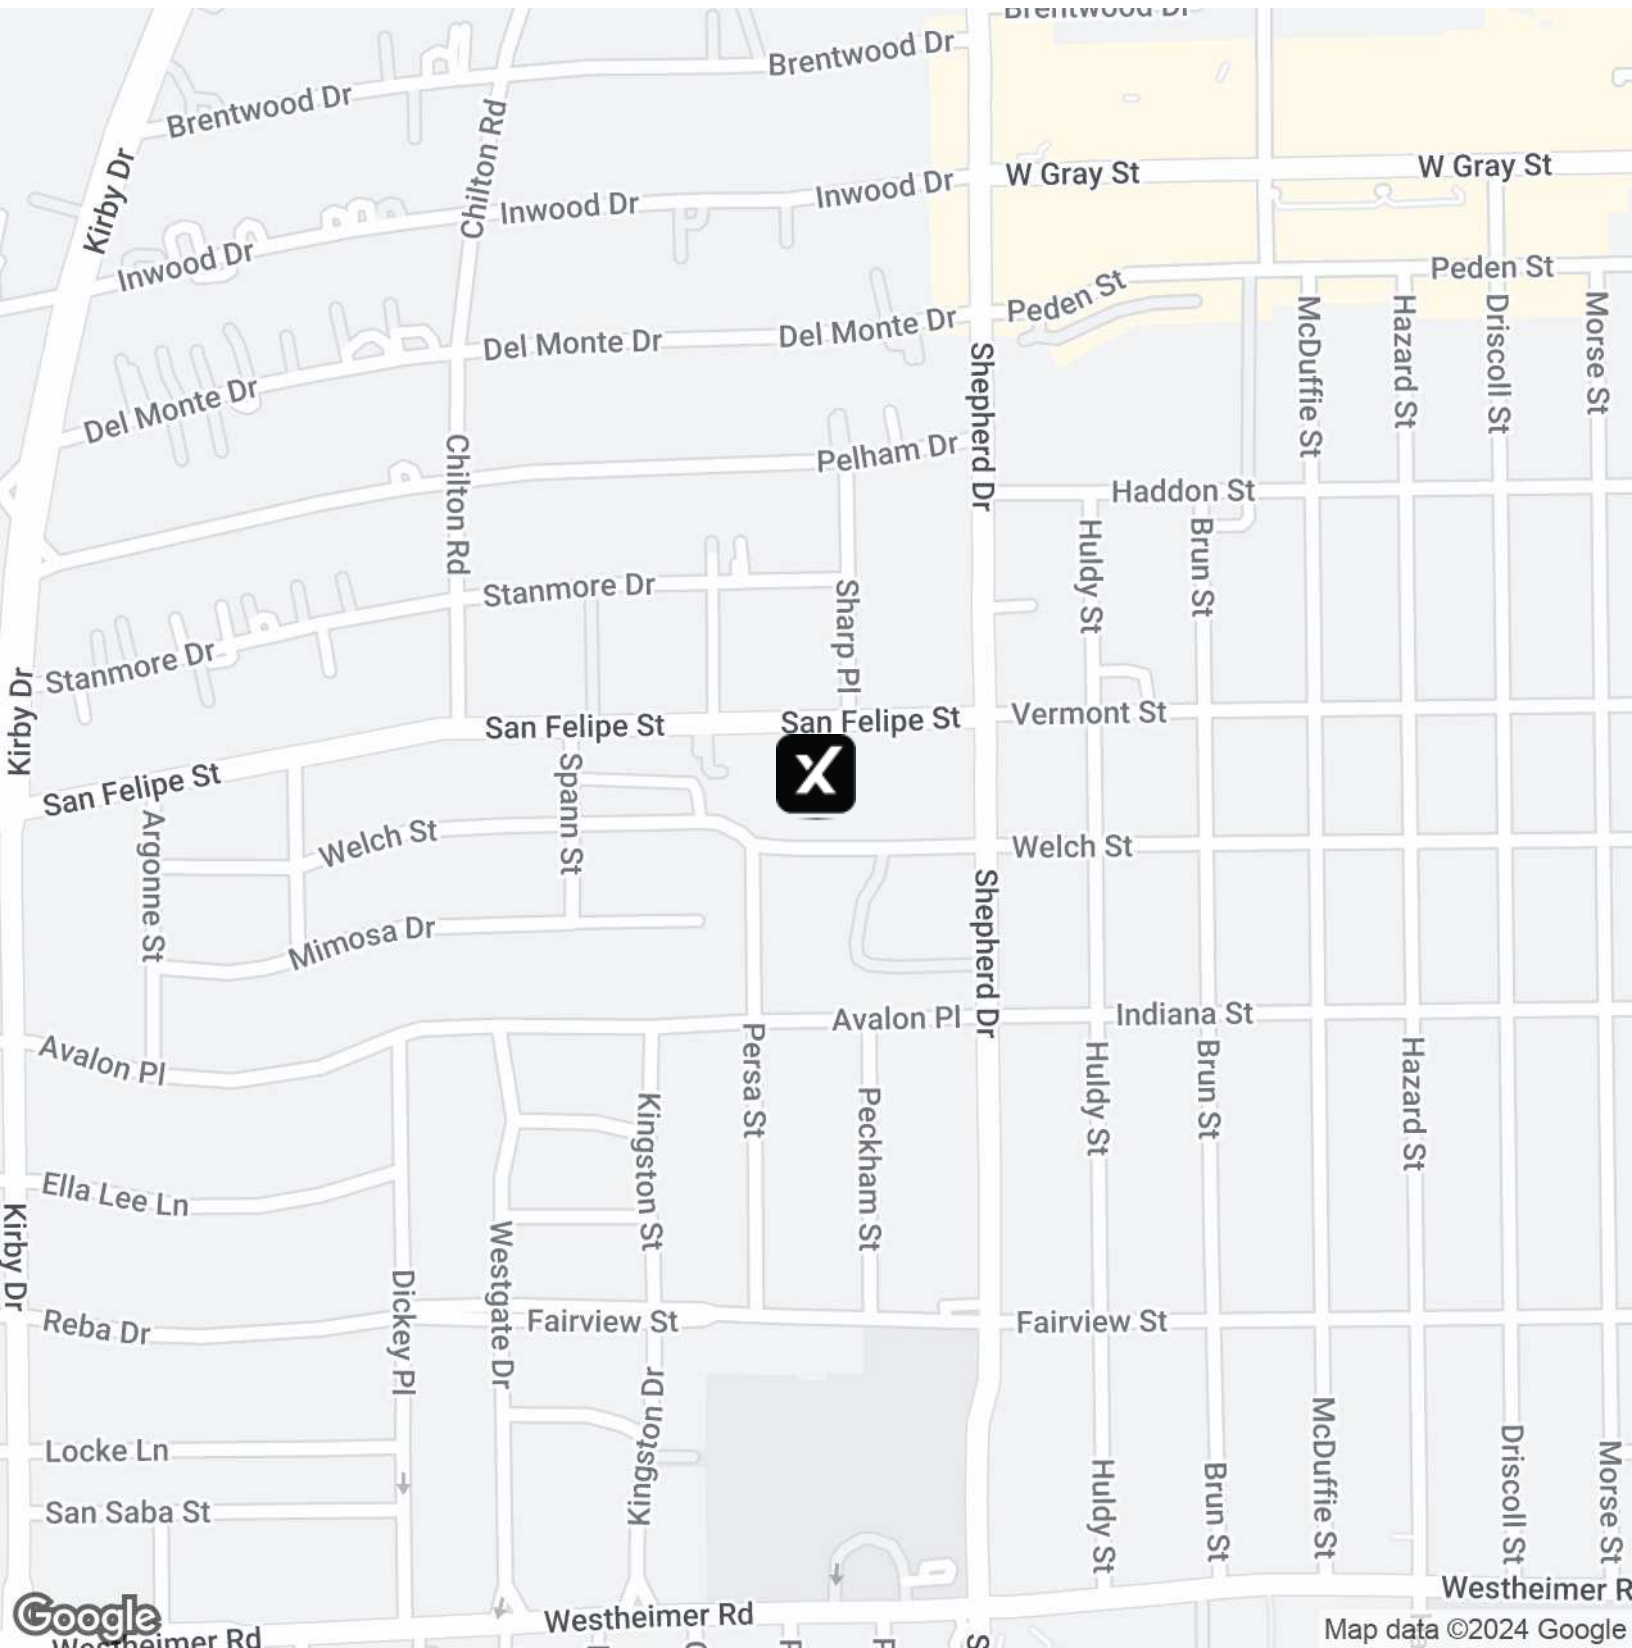 Brentwood Dr
Brentwood Dr
Brentwood Dr
Kirby Dr
Chilton Rd
W Gray St
W Gray St
Inwood Dr
Inwood Dr
Inwood Dr
Peden St
Peden St
Del Monte Dr
Del Monte Dr
Del Monte Dr
Shepherd Dr
McDuffie St
Hazard St
Driscoll St
Morse St
Chilton Rd
Pelham Dr
Haddon St
Huldy St
Brun St
Stanmore Dr
Stanmore Dr
Sharp Pl
Kirby Dr
San Felipe St
San Felipe St
San Felipe St
Vermont St
X
Spann St
Argonne St
Welch St
Welch St
Shepherd Dr
Mimosa Dr
Avalon Pl
Avalon Pl
Indiana St
Persa St
Peckham St
Kingston St
Huldy St
Brun St
Hazard St
Ella Lee Ln
Kirby Dr
Westgate Dr
Dickey Pl
Reba Dr
Fairview St
Fairview St
Kingston Dr
Locke Ln
San Saba St
Huldy St
Brun St
McDuffie St
Driscoll St
Morse St
Westheimer R
Westheimer Rd
Westheimer Rd
Google
Map data ©2024 Google